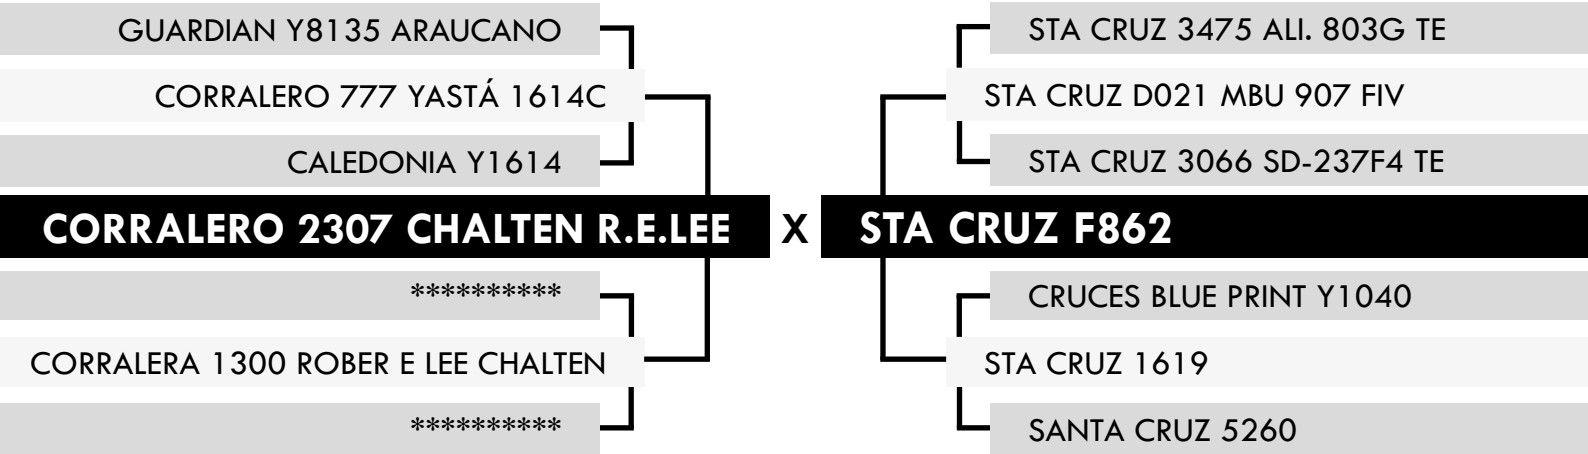 GUARDIAN Y8135 ARAUCANO
CORRALERO 777 YASTÁ 1614C
CALEDONIA Y1614
CORRALERO 2307 CHALTEN R.E.LEE
**********
CORRALERA 1300 ROBER E LEE CHALTEN
**********
X
STA CRUZ 3475 ALI. 803G TE
STA CRUZ D021 MBU 907 FIV
STA CRUZ 3066 SD-237F4 TE
STA CRUZ F862
CRUCES BLUE PRINT Y1040
STA CRUZ 1619
SANTA CRUZ 5260